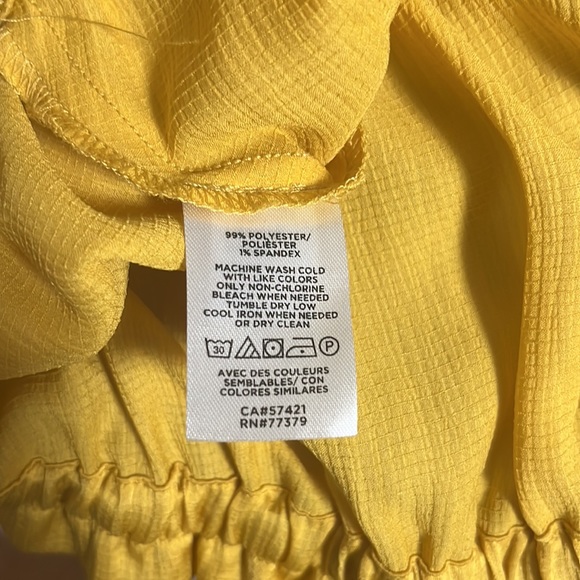 99% POLYESTER/
POLIÉSTER
1% SPANDEX
MACHINE WASH COLD
WITH LIKE COLORS
ONLY NON-CHLORINE
BLEACH WHEN NEEDED
TUMBLE DRY LOW
COOL IRON WHEN NEEDED
OR DRY CLEAN
30 P
AVEC DES COULEURS
SEMBLABLES/ CON
COLORES SIMILARES
CA#57421
RN#77379